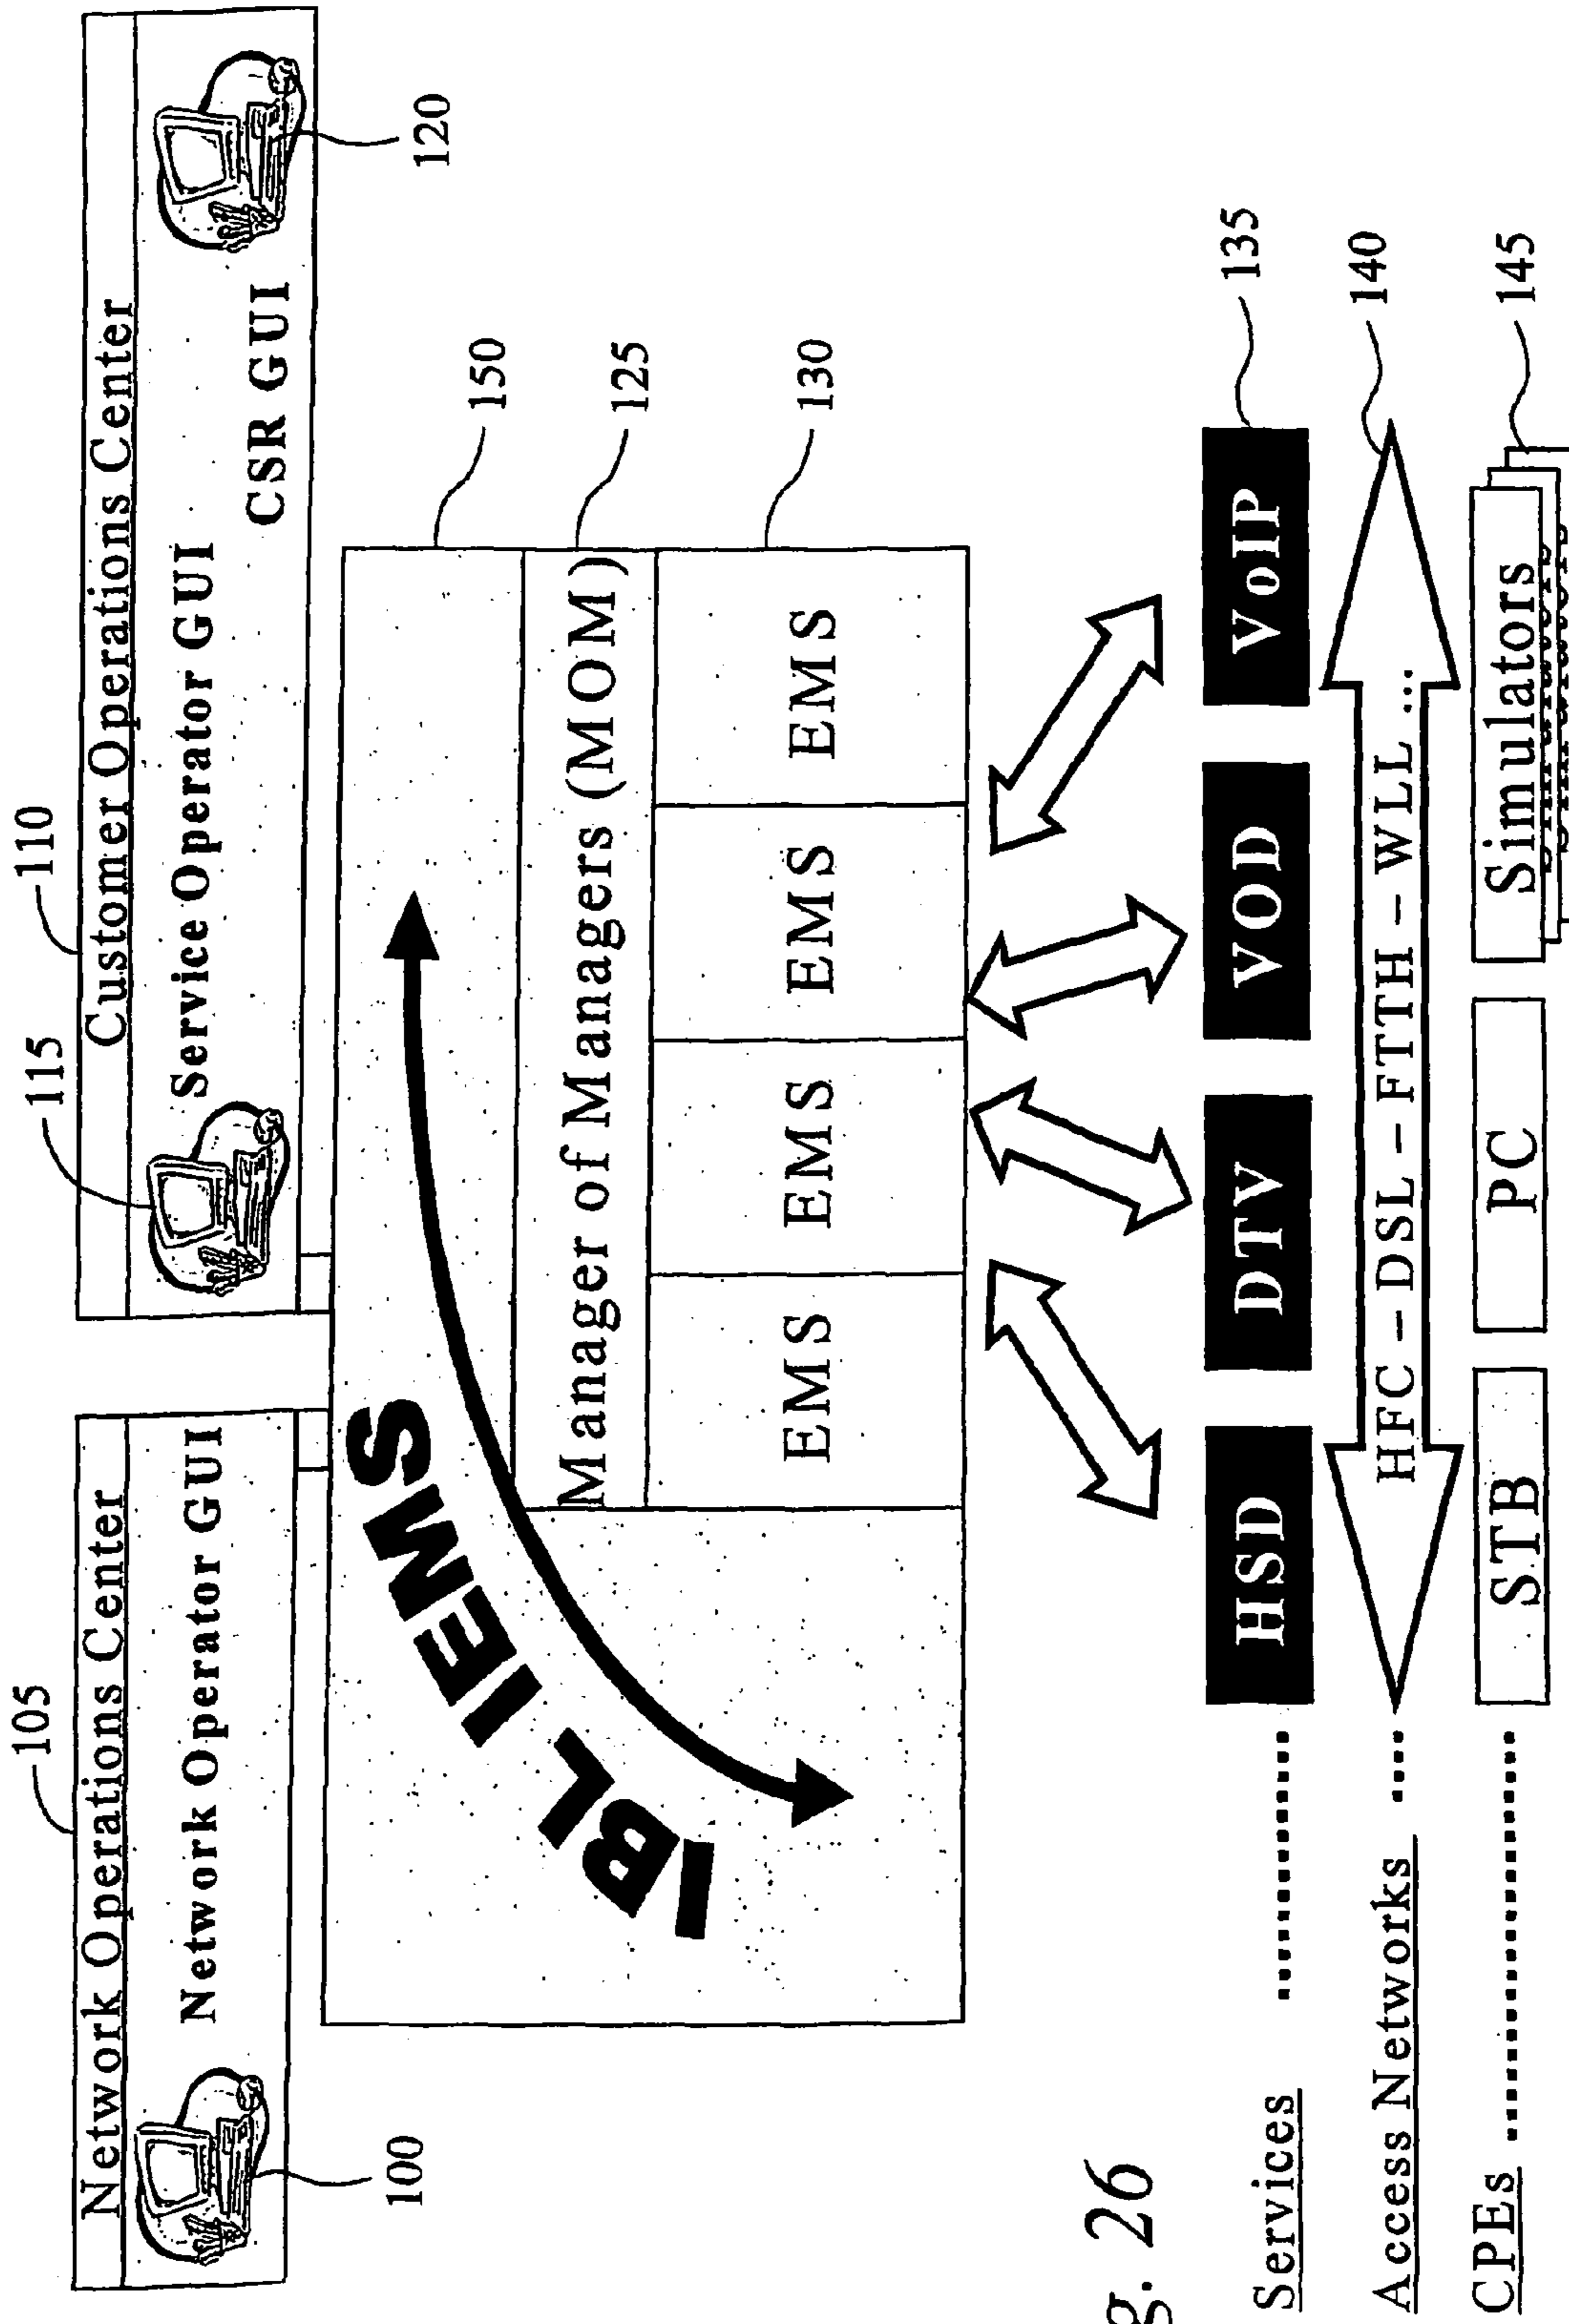 105
110
Network Operations Center
Customer Operations Center
115
Network Operator GUI
Service Operator GUI
CSR GUI
100
120
IBL IEMS
150
Manager of Managers (MOM)
125
EMS EMS EMS EMS
130
g. 26
Services ............ HSD DTV VOD VoIP
135
Access Networks .... HFC – DSL – FTTH – WLL ...
140
CPEs .................... STB PC Simulators
145